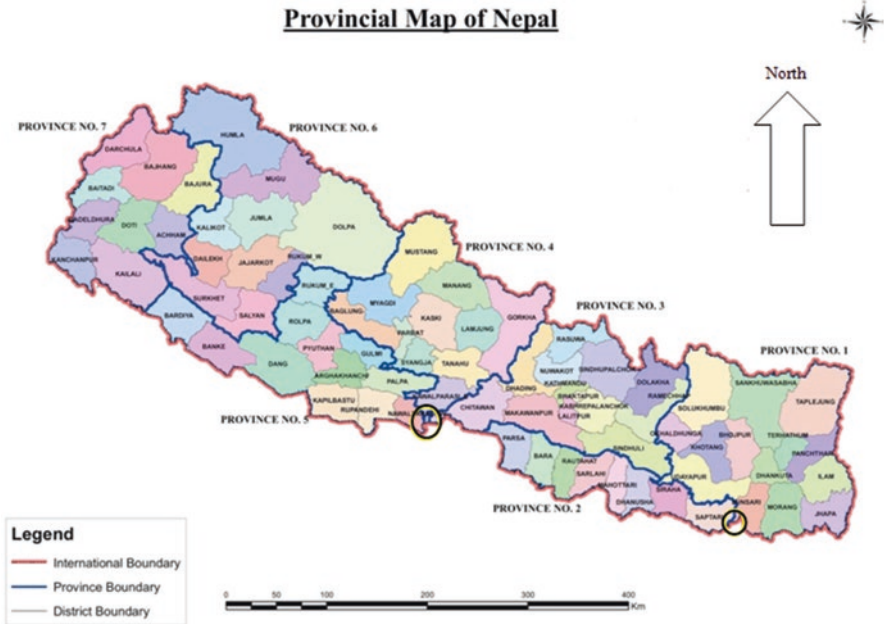 Provincial Map of Nepal
North
PROVINCE NO. 7
PROVINCE NO. 6
HUMLA
DARCHULA
BAJHANG
BAJURA
MUGU
BAITADI
DOTI
ACHHAM
KALIKOT
JUMLA
DOLPA
KANCHANPUR
KAILALI
DAILEKH
JAJARKOT
RUKUM_W
RUKUM_E
MUSTANG
PROVINCE NO. 4
MANANG
SURKHET
SALYAN
ROLPA
BAGLUNG
MYAGDI
KASKI
LAMJUNG
GORKHA
PARBAT
PROVINCE NO. 3
RASUWA
BARDIYA
BANKE
DANG
PYUTHAN
GULMI
SYANGJA
TANAHU
NUWAKOT
SINDHUPALCHOK
DOLAKHA
PROVINCE NO. 1
ARGHAKHANCHI
PALPA
DHADING
KATHMANDU
BHAKTAPUR
RAMECHHAP
SANKHUWASABHA
TAPLEJUNG
SOLUKHUMBU
KAPILBASTU
RUPANDEHI
CHITAWAN
MAKAWANPUR
KABHREPALANCHOK
LALITPUR
PROVINCE NO. 5
SINDHULI
KHOTANG
BHOJPUR
TERHATHUM
PANCHTHAR
PARSA
BARA
RAUTAHAT
SARLAHI
DHANUSHA
SIRAHA
UDAYAPUR
DHANKUTA
ILAM
PROVINCE NO. 2
SAPTARI
MORANG
JHAPA
Legend
International Boundary
Province Boundary
District Boundary
0 50 100 200 300 400
Km